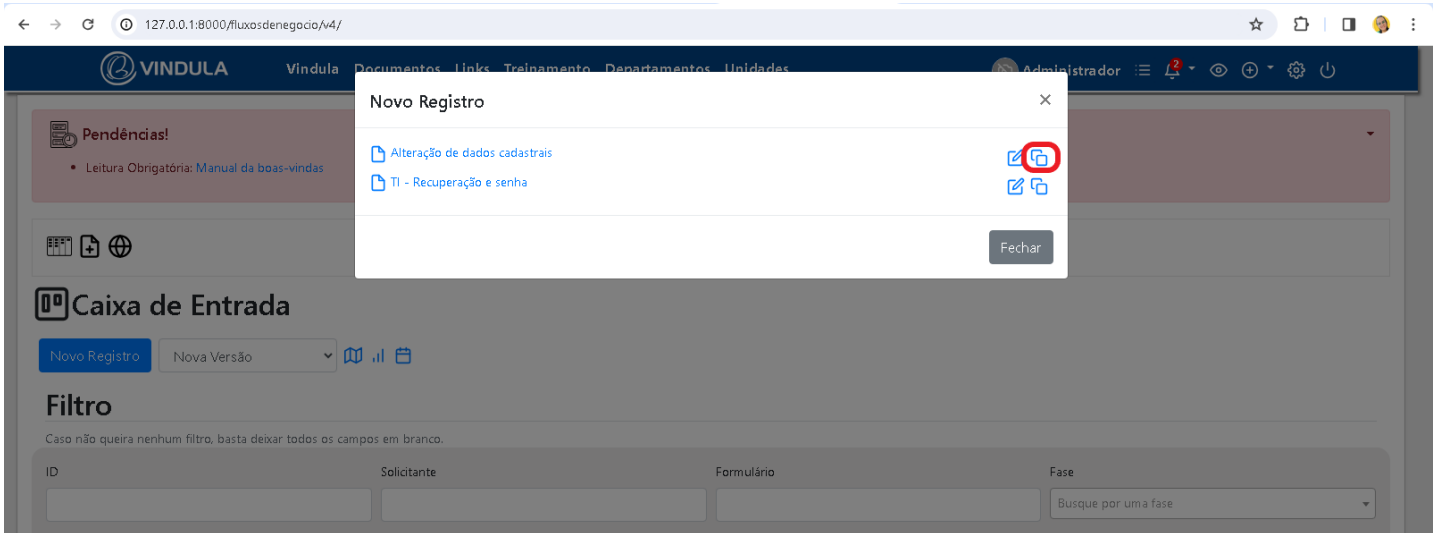 127.0.0.1:8000/fluxosdenegocio/v4/
VINDULA
Vindula Documentos Links Treinamento Departamentos Unidades
Administrador
2
Novo Registro
×
Pendências!
Leitura Obrigatória: Manual da boas-vindas
Alteração de dados cadastrais
TI - Recuperação e senha
Fechar
Caixa de Entrada
Novo Registro
Nova Versão
Filtro
Caso não queira nenhum filtro, basta deixar todos os campos em branco.
ID
Solicitante
Formulário
Fase
Busque por uma fase